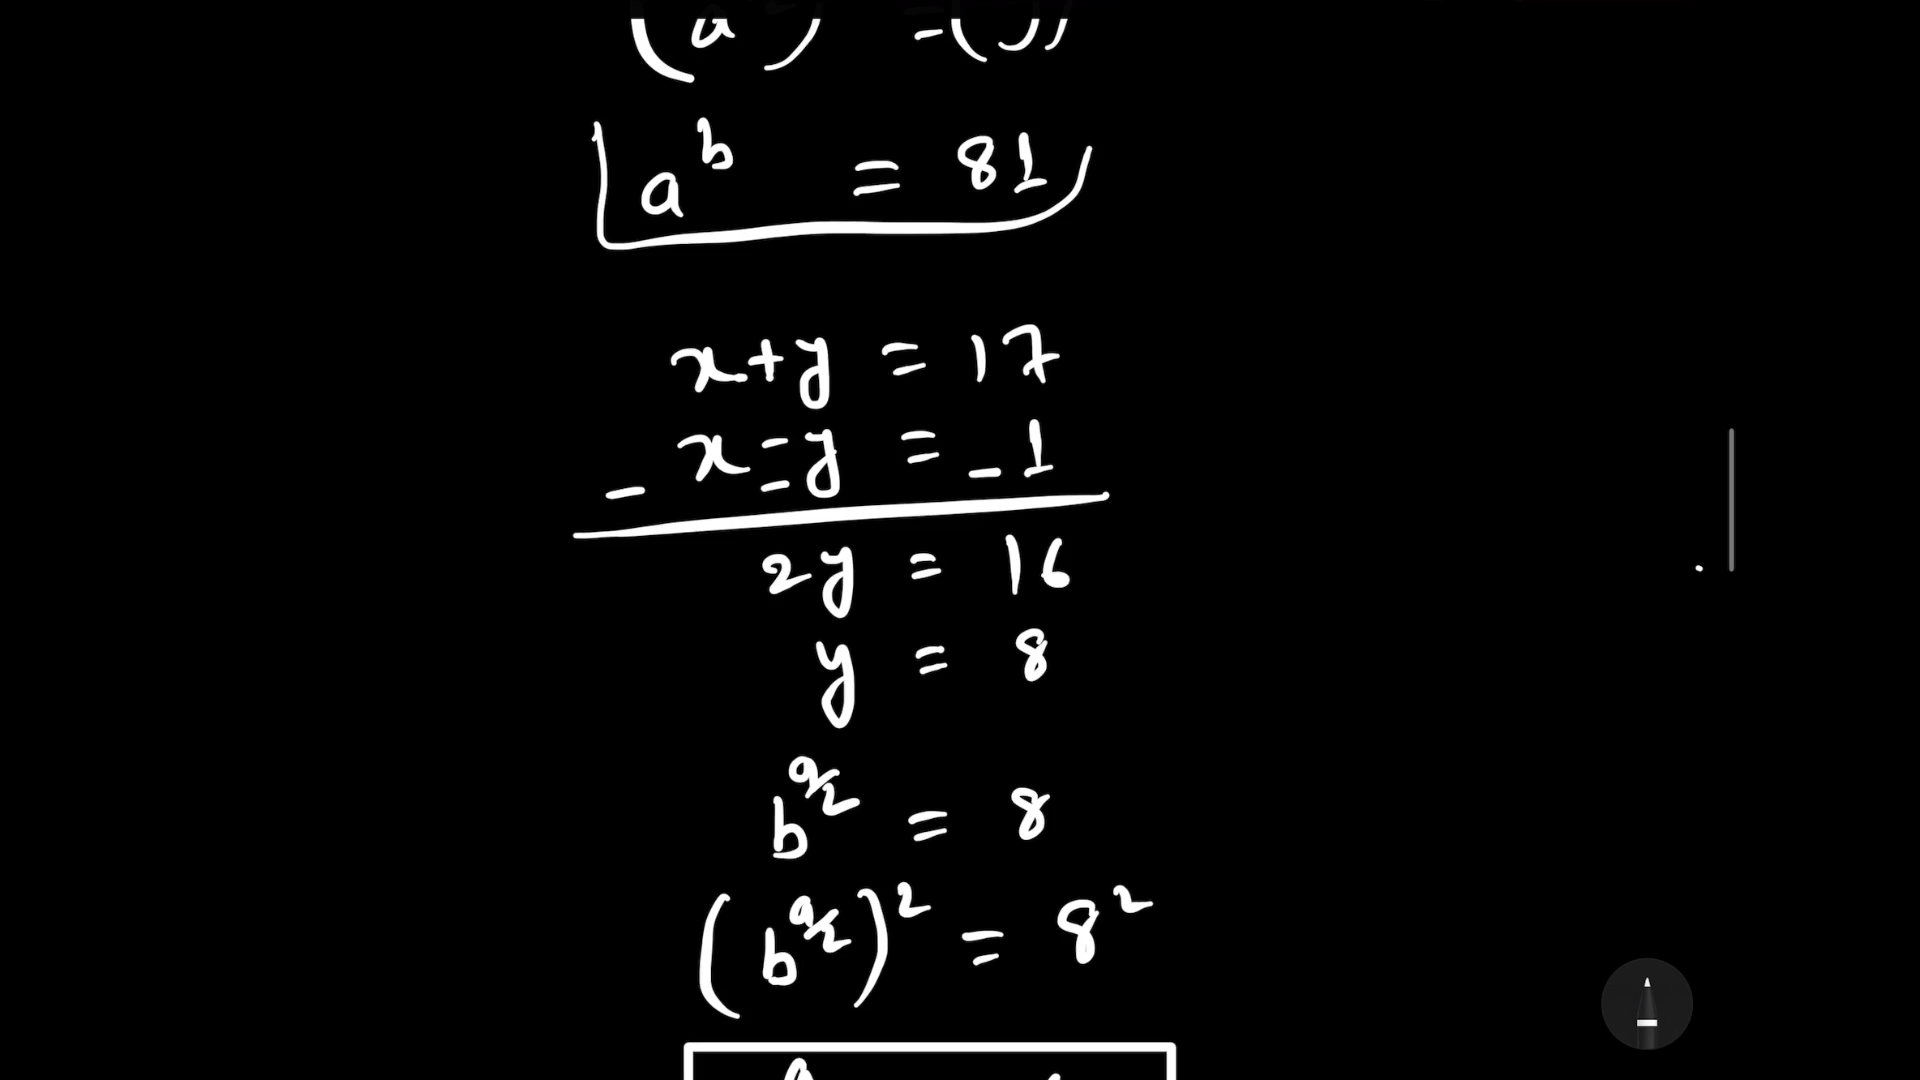 (a ) = ( )
a^b = 81
x+y = 17
- x=y = -1
2y = 16
y = 8
b^a/2 = 8
(b^a/2)^2 = 8^2